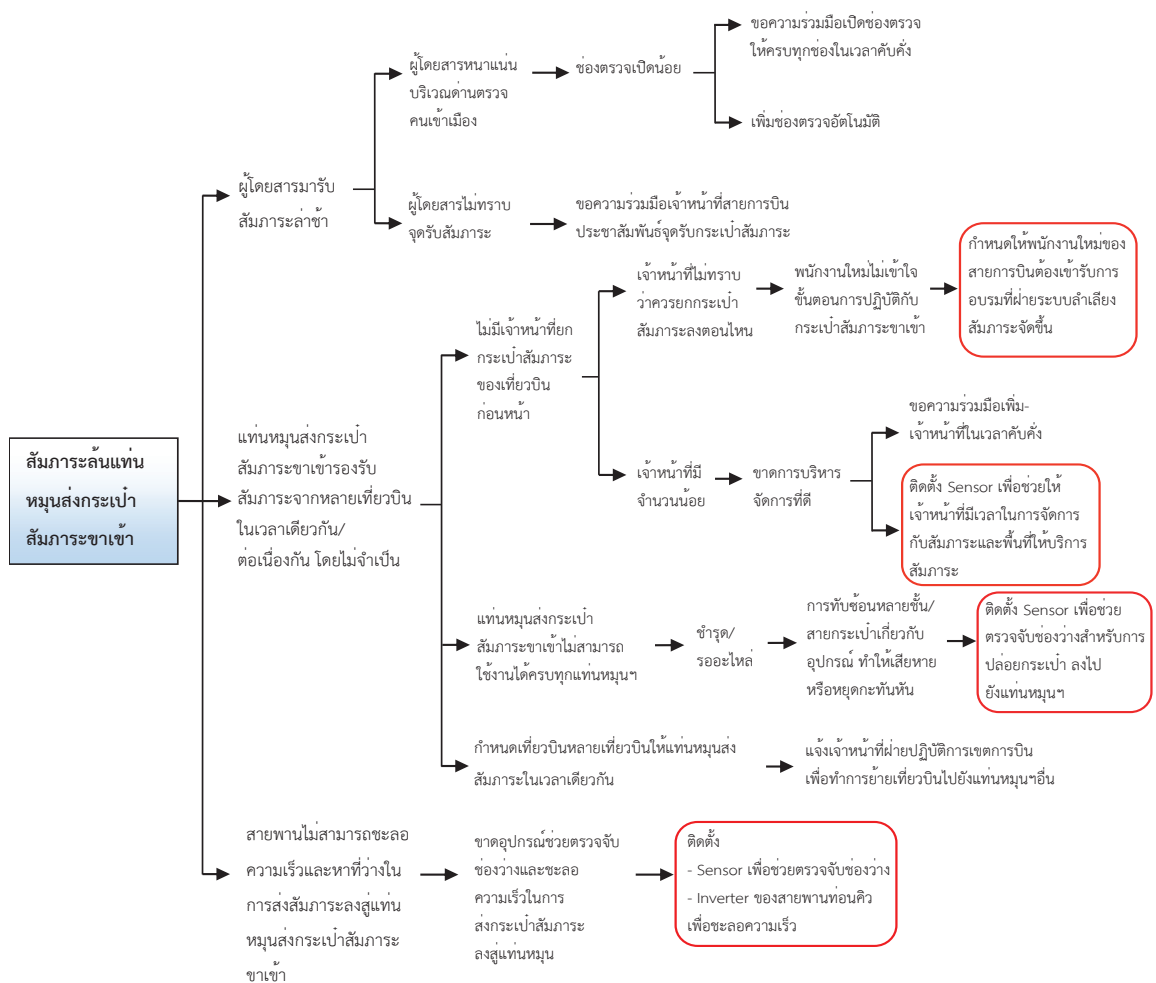 สัมภาระล้นแท่น
หมุนส่งกระเป๋า
สัมภาระขาเข้า
ผู้โดยสารมารับ
สัมภาระล่าช้า
ผู้โดยสารหนาแน่น
บริเวณด่านตรวจ
คนเข้าเมือง
ช่องตรวจเปิดน้อย
ขอความร่วมมือเปิดช่องตรวจ
ให้ครบทุกช่องในเวลาคับคั่ง
เพิ่มช่องตรวจอัตโนมัติ
ผู้โดยสารไม่ทราบ
จุดรับสัมภาระ
ขอความร่วมมือเจ้าหน้าที่สายการบิน
ประชาสัมพันธ์จุดรับกระเป๋าสัมภาระ
แท่นหมุนส่งกระเป๋า
สัมภาระขาเข้ารองรับ
สัมภาระจากหลายเที่ยวบิน
ในเวลาเดียวกัน/
ต่อเนื่องกัน โดยไม่จำเป็น
ไม่มีเจ้าหน้าที่ยก
กระเป๋าสัมภาระ
ของเที่ยวบิน
ก่อนหน้า
เจ้าหน้าที่ไม่ทราบ
ว่าควรยกกระเป๋า
สัมภาระลงตอนไหน
พนักงานใหม่ไม่เข้าใจ
ขั้นตอนการปฏิบัติกับ
กระเป๋าสัมภาระขาเข้า
กำหนดให้พนักงานใหม่ของ
สายการบินต้องเข้ารับการ
อบรมที่ฝ่ายระบบลำเลียง
สัมภาระจัดขึ้น
เจ้าหน้าที่มี
จำนวนน้อย
ขาดการบริหาร
จัดการที่ดี
ขอความร่วมมือเพิ่ม-
เจ้าหน้าที่ในเวลาคับคั่ง
ติดตั้ง Sensor เพื่อช่วยให้
เจ้าหน้าที่มีเวลาในการจัดการ
กับสัมภาระและพื้นที่ให้บริการ
สัมภาระ
แท่นหมุนส่งกระเป๋า
สัมภาระขาเข้าไม่สามารถ
ใช้งานได้ครบทุกแท่นหมุนฯ
ชำรุด/
รออะไหล่
การทับซ้อนหลายชั้น/
สายกระเป๋าเกี่ยวกับ
อุปกรณ์ ทำให้เสียหาย
หรือหยุดกะทันหัน
ติดตั้ง Sensor เพื่อช่วย
ตรวจจับช่องว่างสำหรับการ
ปล่อยกระเป๋า ลงไป
ยังแท่นหมุนฯ
กำหนดเที่ยวบินหลายเที่ยวบินให้แท่นหมุนส่ง
สัมภาระในเวลาเดียวกัน
แจ้งเจ้าหน้าที่ฝ่ายปฏิบัติการเขตการบิน
เพื่อทำการย้ายเที่ยวบินไปยังแท่นหมุนฯอื่น
สายพานไม่สามารถชะลอ
ความเร็วและหาที่ว่างใน
การส่งสัมภาระลงสู่แท่น
หมุนส่งกระเป๋าสัมภาระ
ขาเข้า
ขาดอุปกรณ์ช่วยตรวจจับ
ช่องว่างและชะลอ
ความเร็วในการ
ส่งกระเป๋าสัมภาระ
ลงสู่แท่นหมุน
ติดตั้ง
- Sensor เพื่อช่วยตรวจจับช่องว่าง
- Inverter ของสายพานท่อนคิว
เพื่อชะลอความเร็ว